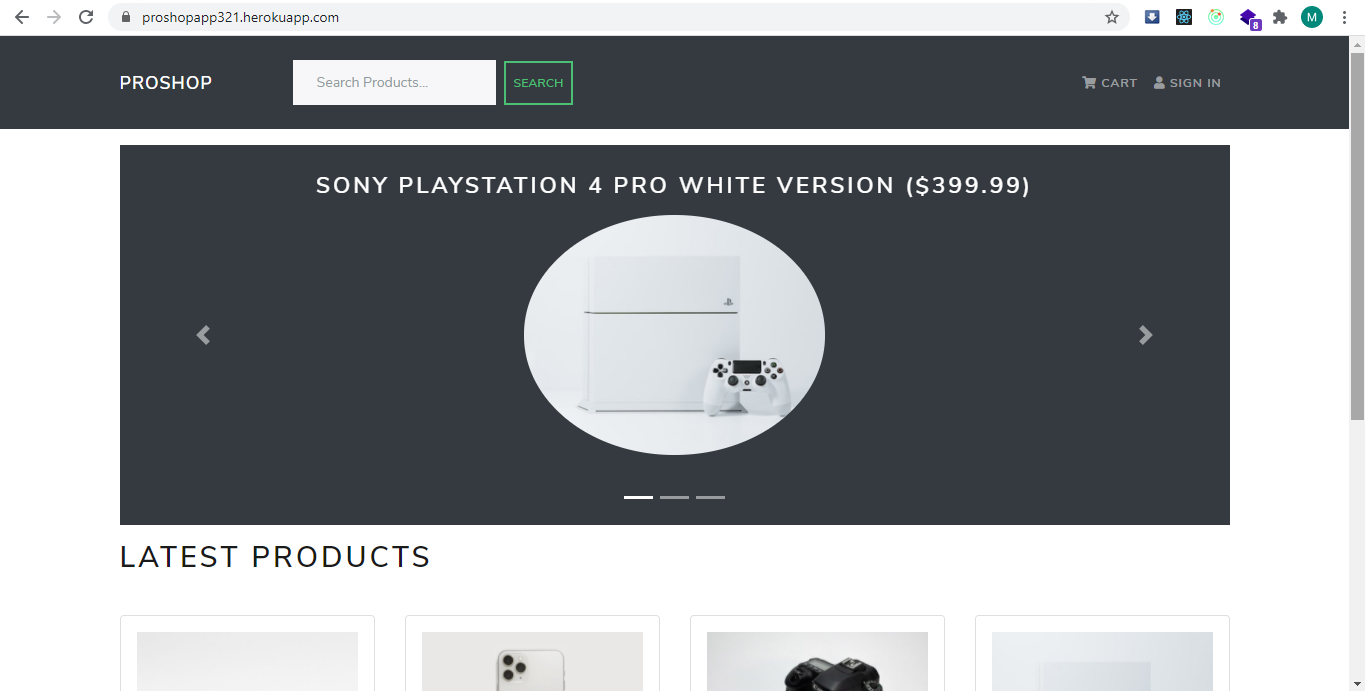 proshopapp321.herokuapp.com
8
M
PROSHOP
Search Products...
SEARCH
CART
SIGN IN
SONY PLAYSTATION 4 PRO WHITE VERSION ($399.99)
LATEST PRODUCTS